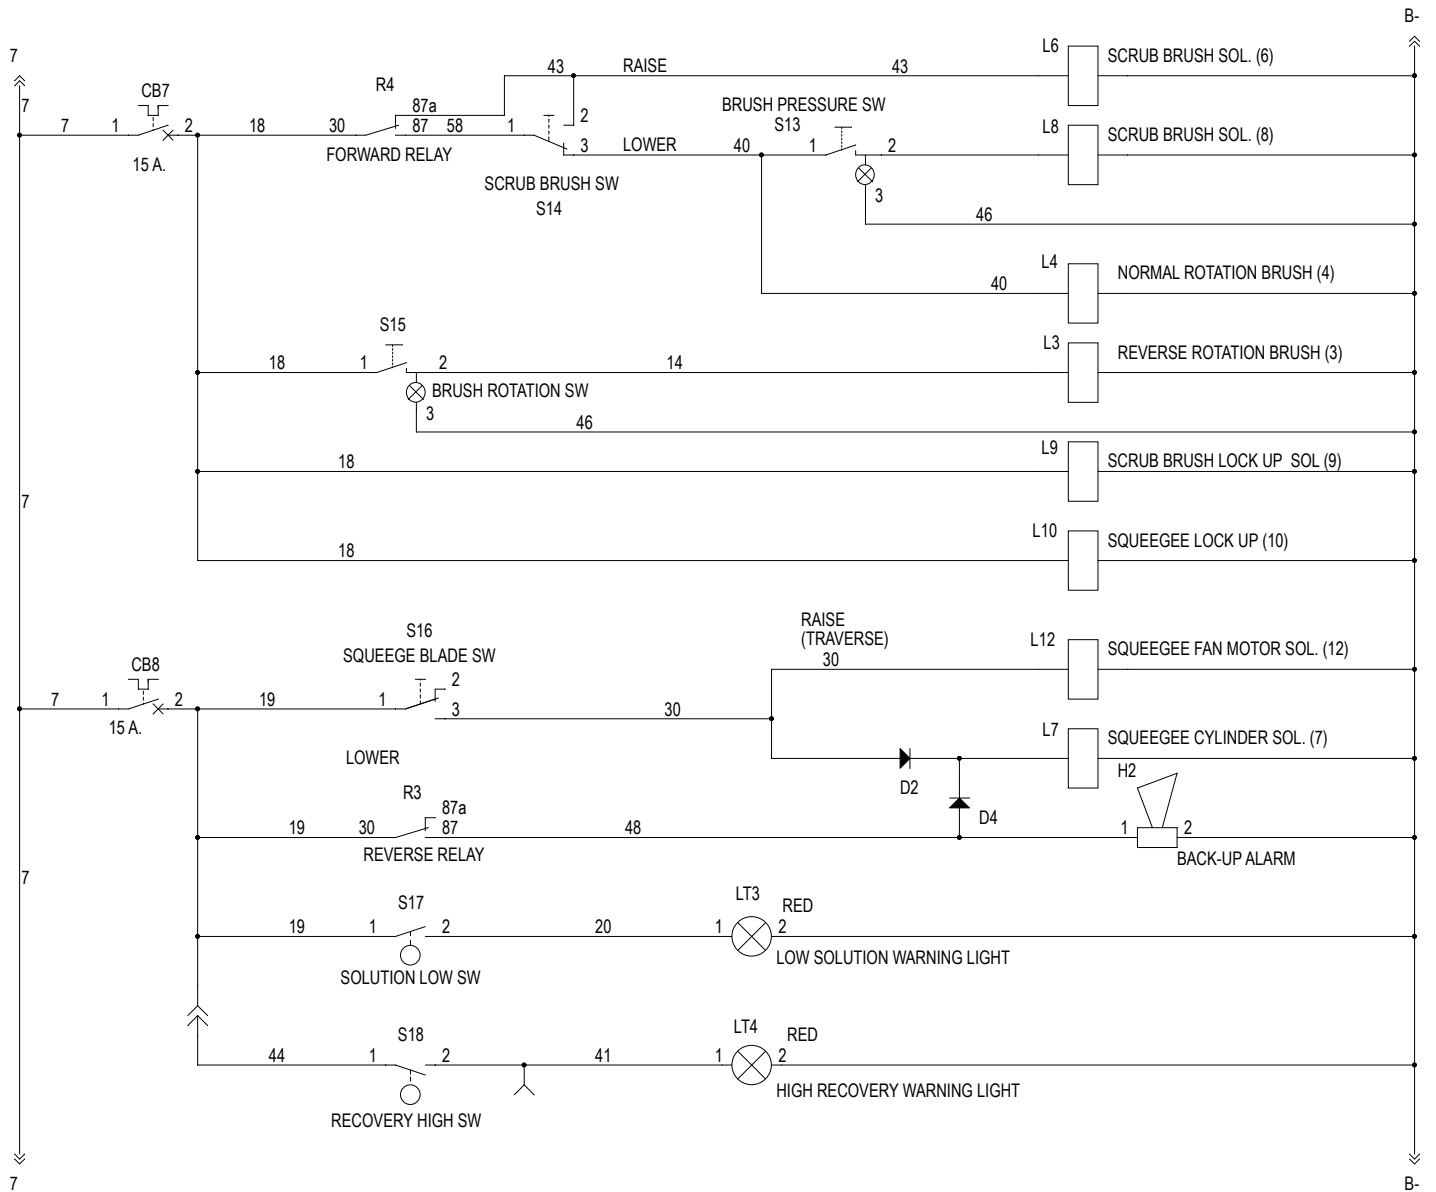 B-
7
7
CB7
7 1 2
15 A.
18 30
R4
87a
87 58 1
FORWARD RELAY
43 RAISE 43
2
3
LOWER 40
SCRUB BRUSH SW
S14
BRUSH PRESSURE SW
S13
1 2
3
46
L6 SCRUB BRUSH SOL. (6)
L8 SCRUB BRUSH SOL. (8)
L4 NORMAL ROTATION BRUSH (4)
40
S15
18 1 2 14
BRUSH ROTATION SW
3
46
L3 REVERSE ROTATION BRUSH (3)
18
L9 SCRUB BRUSH LOCK UP SOL (9)
7
18
L10 SQUEEGEE LOCK UP (10)
S16
SQUEEGE BLADE SW
CB8
7 1 2
15 A.
19 1 2
3
30
RAISE
(TRAVERSE)
30
L12 SQUEEGEE FAN MOTOR SOL. (12)
L7 SQUEEGEE CYLINDER SOL. (7)
LOWER
D2
D4
H2
R3
87a
19 30 87 48
REVERSE RELAY
1 2
BACK-UP ALARM
7
S17
19 1 2 20
SOLUTION LOW SW
LT3
RED
1 2
LOW SOLUTION WARNING LIGHT
S18
44 1 2 41
RECOVERY HIGH SW
LT4
RED
1 2
HIGH RECOVERY WARNING LIGHT
7
B-